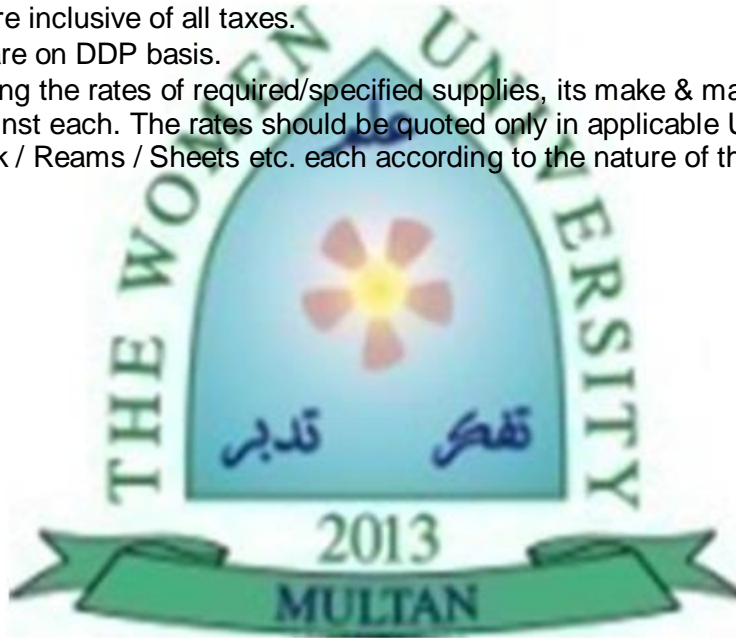 re inclusive of all taxes.
are on DDP basis.
ng the rates of required/specified supplies, its make & ma
inst each. The rates should be quoted only in applicable U
k / Reams / Sheets etc. each according to the nature of th
THE WOMEN UNIVERSITY
علم
تفکر تدبر
2013
MULTAN